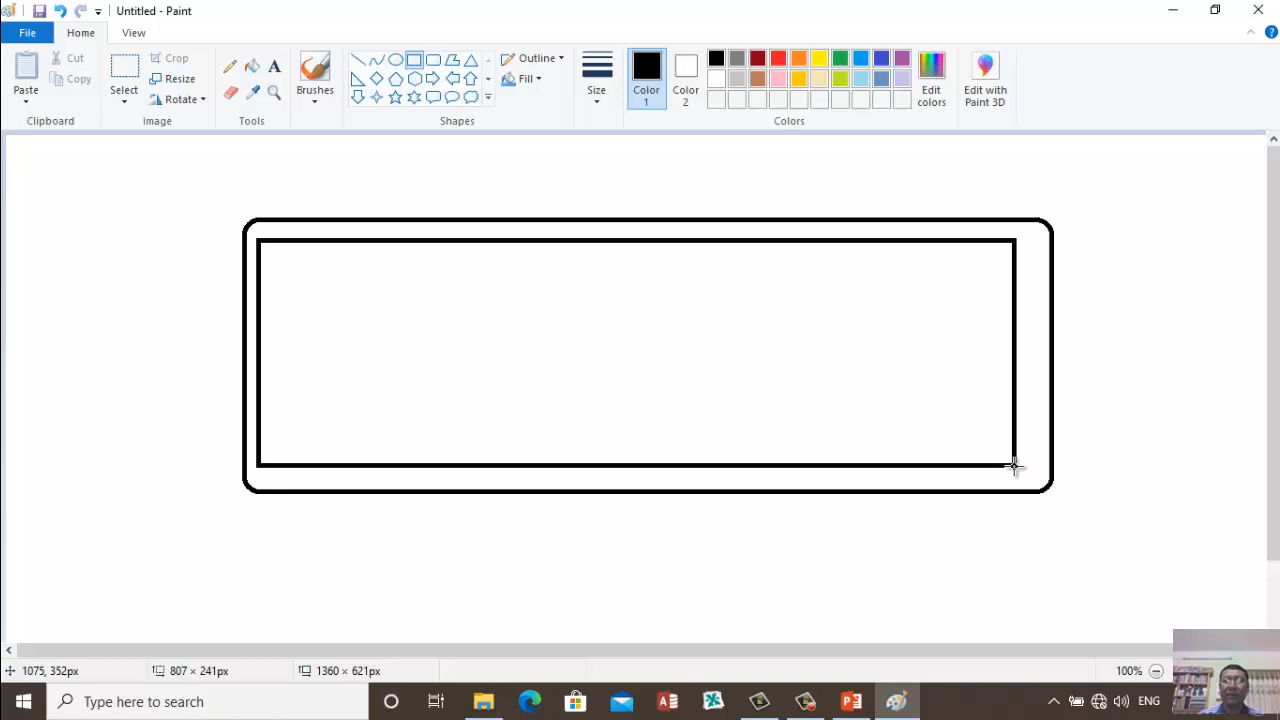 Untitled - Paint
File
Home
View
Paste
Cut
Copy
Clipboard
Select
Crop
Resize
Rotate
Image
A
Tools
Brushes
Outline
Fill
Shapes
Size
Color
1
Color
2
Edit
colors
Colors
Edit with
Paint 3D
1075, 352px
807 × 241px
1360 × 621px
100%
Type here to search
ENG